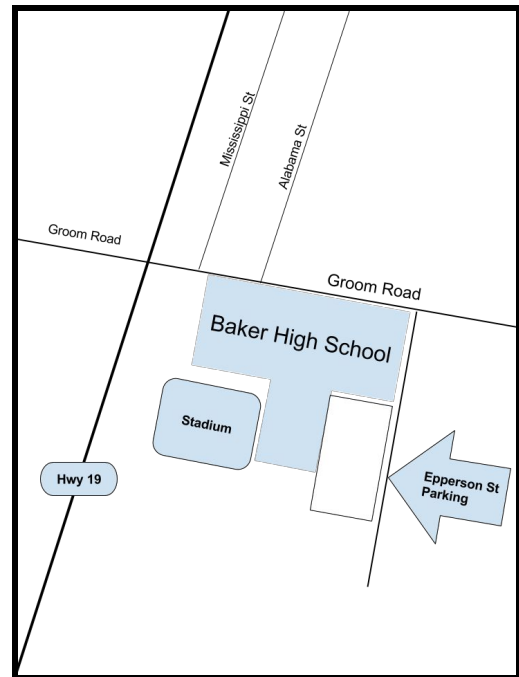 Mississippi St
Alabama St
Groom Road
Groom Road
Baker High School
Stadium
Hwy 19
Epperson St
Parking